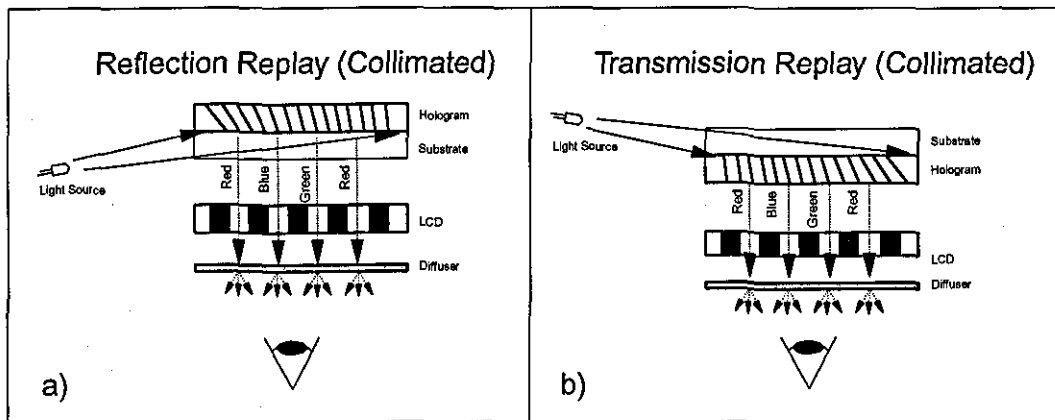 Reflection Replay (Collimated)
Hologram
Substrate
Light Source
Red
Blue
Green
Red
LCD
Diffuser
a)
Transmission Replay (Collimated)
Light Source
Substrate
Hologram
Red
Blue
Green
Red
LCD
Diffuser
b)